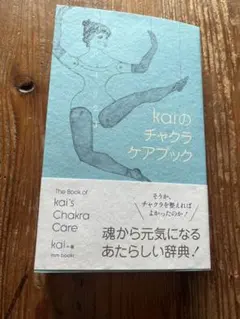 kaiの
チャクラ
ケアブック
The Book of
kai's
Chakra
Care
kai=著
そうか、
チャクラを整えれば
よかったのか!
魂から元気になる
あたらしい辞典!